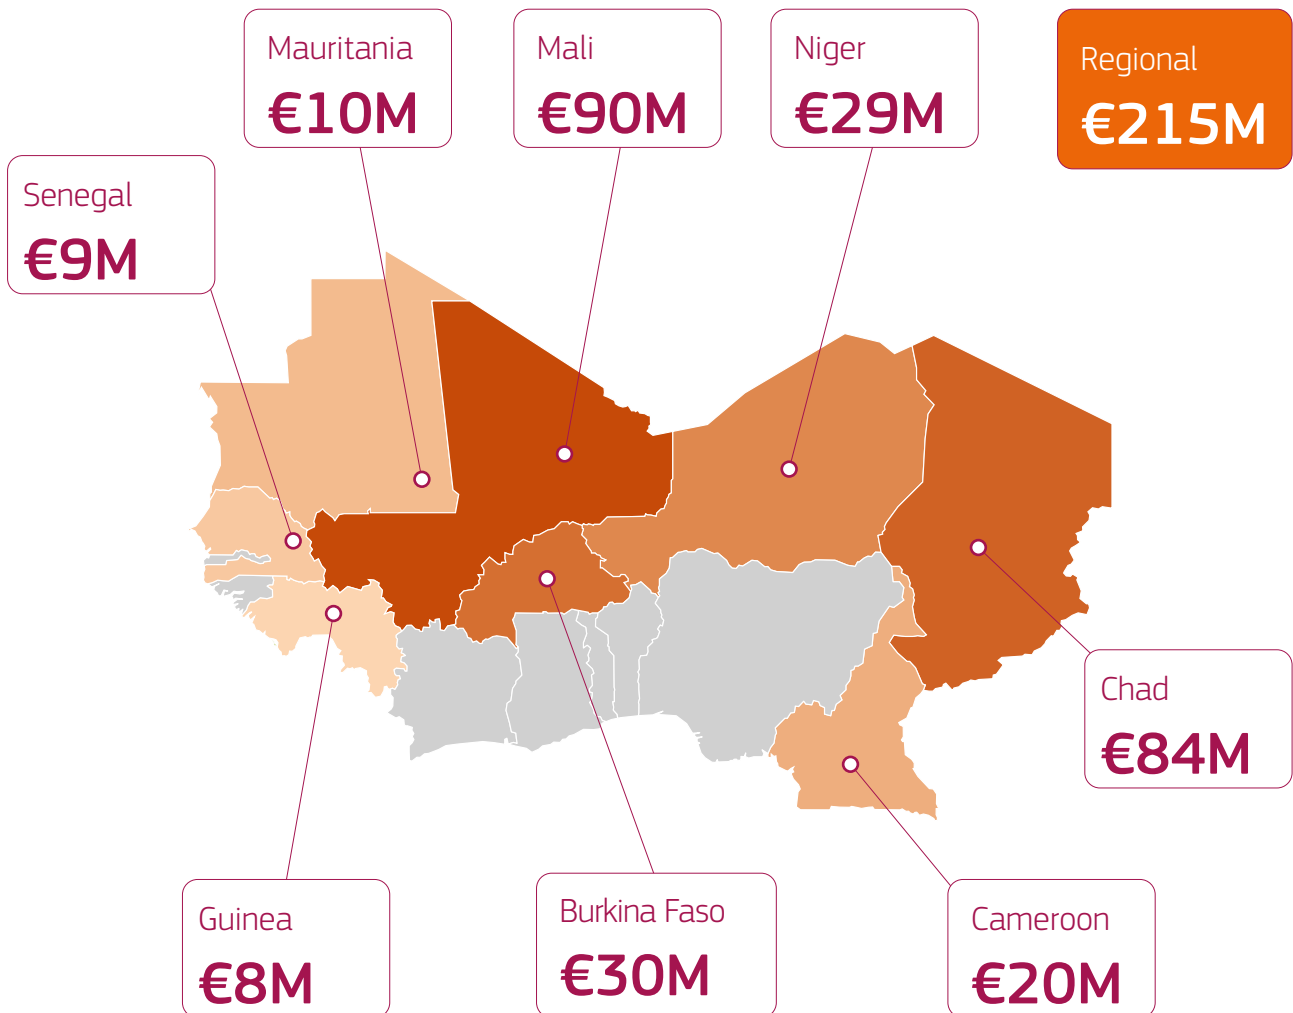 Mauritania
€10M
Mali
€90M
Niger
€29M
Regional
€215M
Senegal
€9M
Chad
€84M
Guinea
€8M
Burkina Faso
€30M
Cameroon
€20M